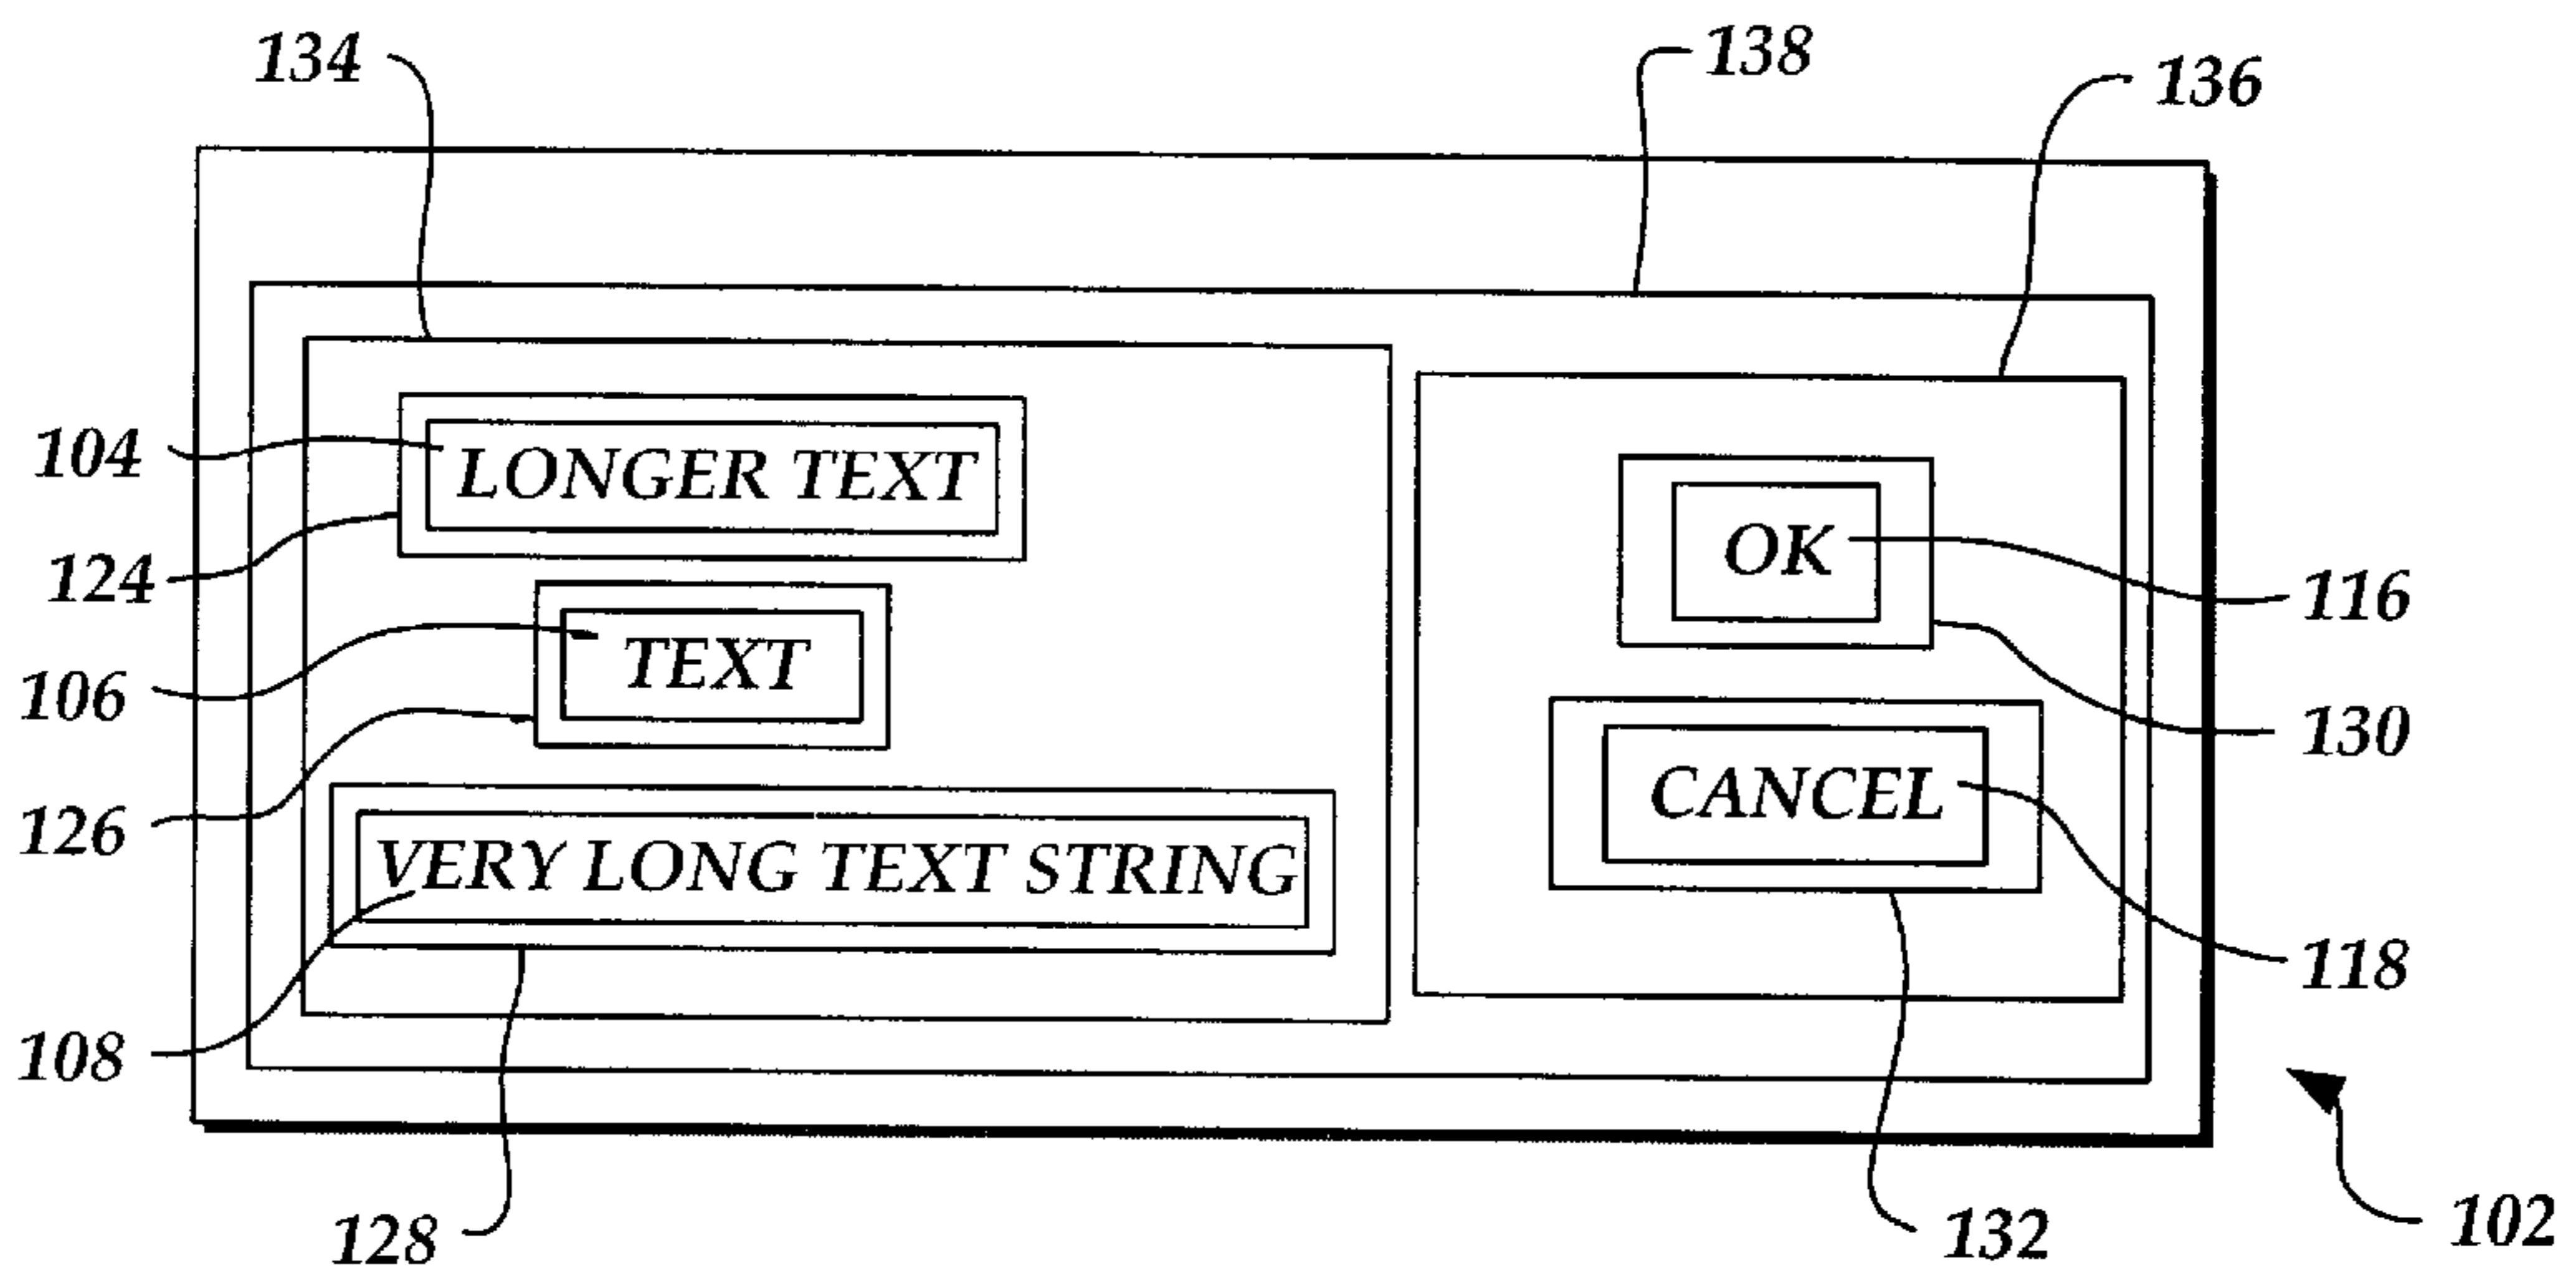 134
138
136
104
LONGER TEXT
OK
124
116
106
TEXT
130
126
CANCEL
VERY LONG TEXT STRING
118
108
128
132
102